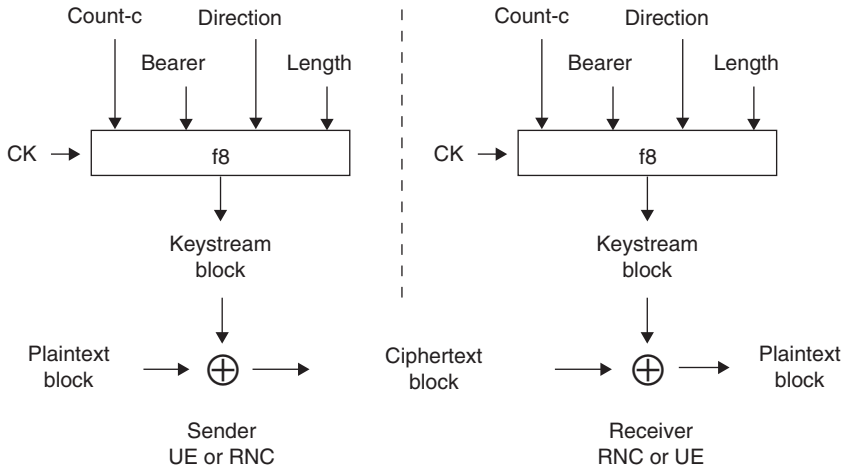 Count-c Direction Count-c Direction
Bearer Length Bearer Length
CK f8 CK f8
Keystream Keystream
block block
Plaintext Ciphertext Plaintext
block block block
Sender Receiver
UE or RNC RNC or UE